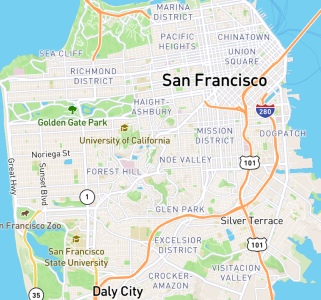 MARINA
DISTRICT
PACIFIC
HEIGHTS
CHINATOWN
UNION
SQUARE
SEA CLIFF
RICHMOND
DISTRICT
San Francisco
HAIGHT-
ASHBURY
280
Golden Gate Park
University of California
MISSION
DISTRICT
DOGPATCH
Noriega St
NOE VALLEY
101
Great Hwy
Sunset Blvd
FOREST HILL
1
GLEN PARK
an Francisco Zoo
Silver Terrace
San Francisco
State University
EXCELSIOR
DISTRICT
101
VISITACION
VALLEY
CROCKER-
AMAZON
35
Daly City